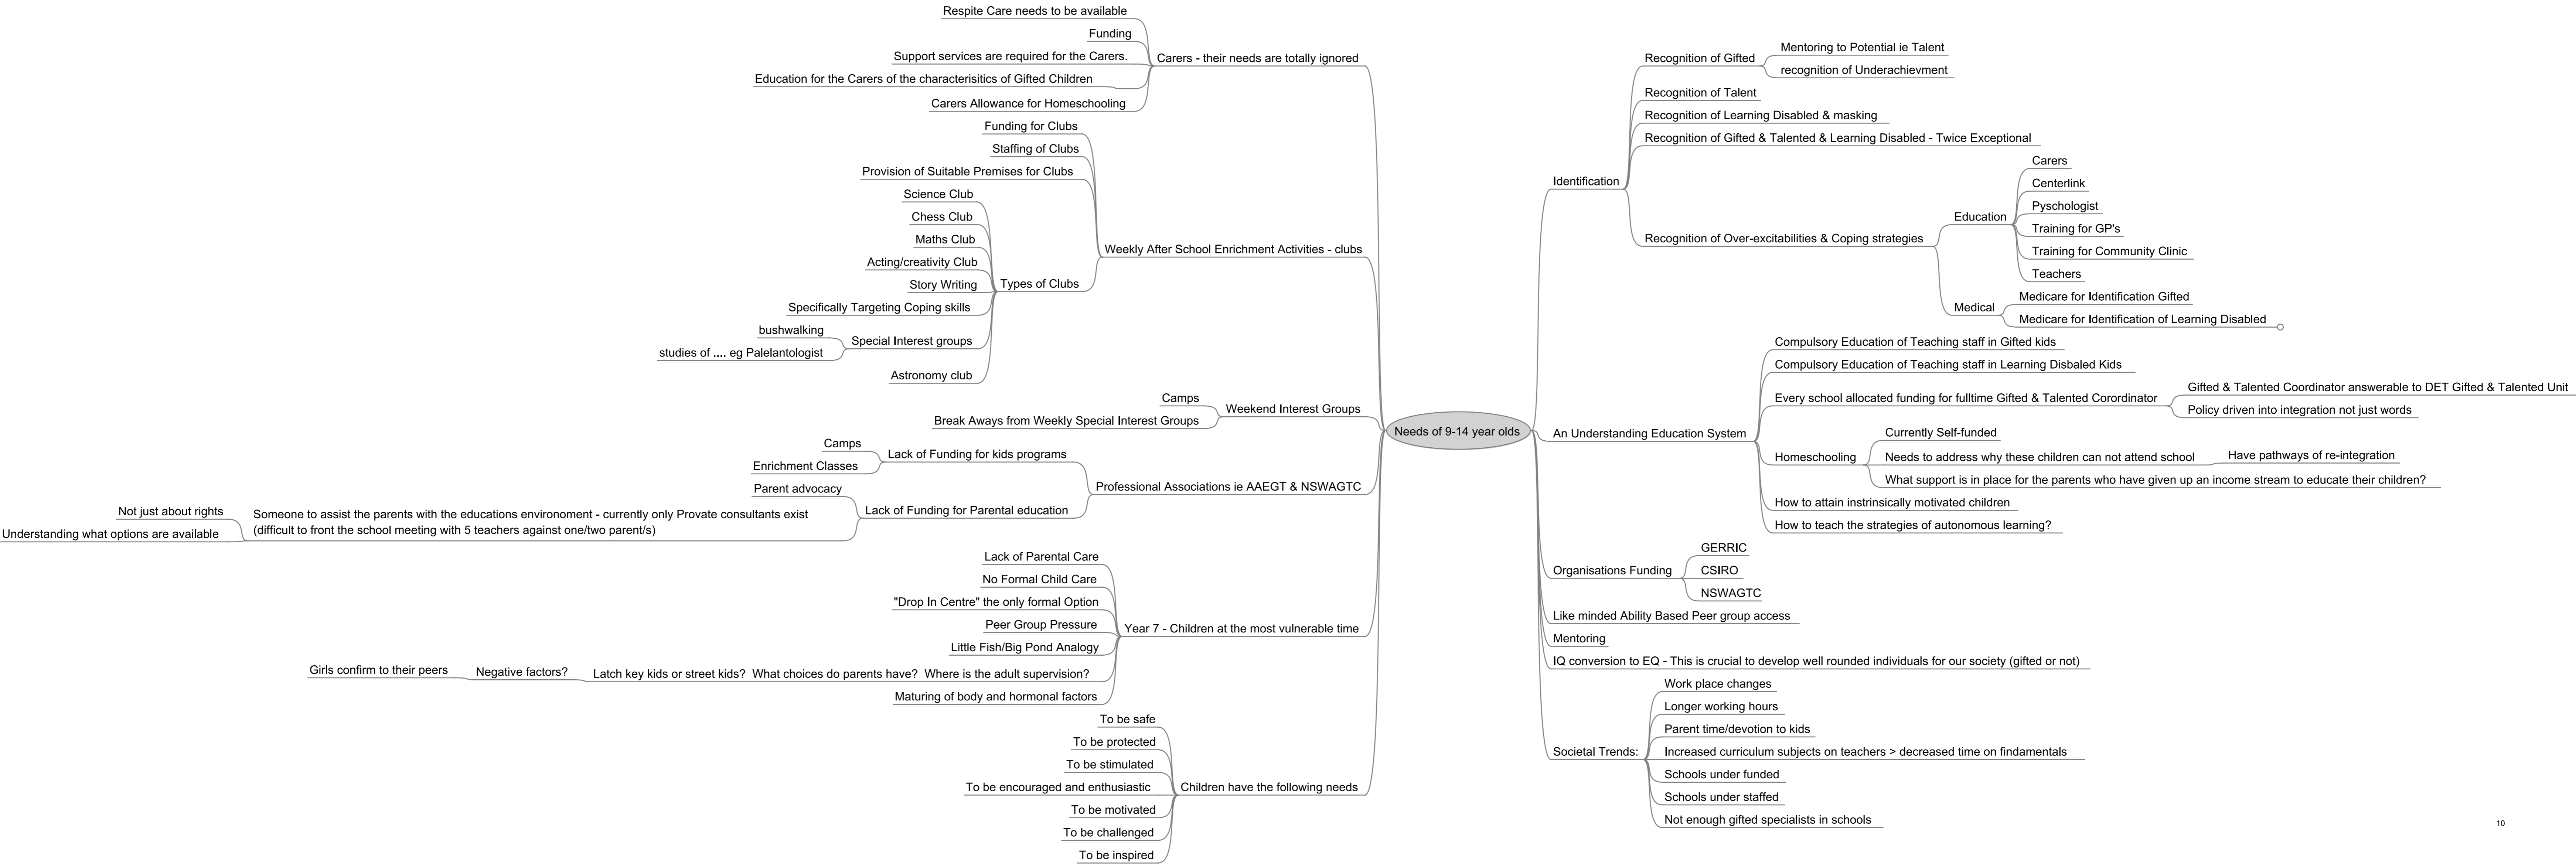 Needs of 9-14 year olds
Carers - their needs are totally ignored
Respite Care needs to be available
Funding
Support services are required for the Carers.
Education for the Carers of the characterisitics of Gifted Children
Carers Allowance for Homeschooling
Weekly After School Enrichment Activities - clubs
Funding for Clubs
Staffing of Clubs
Provision of Suitable Premises for Clubs
Types of Clubs
Science Club
Chess Club
Maths Club
Acting/creativity Club
Story Writing
Specifically Targeting Coping skills
Special Interest groups
bushwalking
studies of .... eg Palelantologist
Astronomy club
Weekend Interest Groups
Camps
Break Aways from Weekly Special Interest Groups
Professional Associations ie AAEGT & NSWAGTC
Lack of Funding for kids programs
Camps
Enrichment Classes
Lack of Funding for Parental education
Parent advocacy
Someone to assist the parents with the educations environoment - currently only Provate consultants exist
(difficult to front the school meeting with 5 teachers against one/two parent/s)
Not just about rights
Understanding what options are available
Year 7 - Children at the most vulnerable time
Lack of Parental Care
No Formal Child Care
"Drop In Centre" the only formal Option
Peer Group Pressure
Little Fish/Big Pond Analogy
Latch key kids or street kids?  What choices do parents have?  Where is the adult supervision?
Negative factors?
Girls confirm to their peers
Maturing of body and hormonal factors
Children have the following needs
To be safe
To be protected
To be stimulated
To be encouraged and enthusiastic
To be motivated
To be challenged
To be inspired
Identification
Recognition of Gifted
Mentoring to Potential ie Talent
recognition of Underachievment
Recognition of Talent
Recognition of Learning Disabled & masking
Recognition of Gifted & Talented & Learning Disabled - Twice Exceptional
Recognition of Over-excitabilities & Coping strategies
Education
Carers
Centerlink
Pyschologist
Training for GP's
Training for Community Clinic
Teachers
Medical
Medicare for Identification Gifted
Medicare for Identification of Learning Disabled
An Understanding Education System
Compulsory Education of Teaching staff in Gifted kids
Compulsory Education of Teaching staff in Learning Disbaled Kids
Every school allocated funding for fulltime Gifted & Talented Corordinator
Gifted & Talented Coordinator answerable to DET Gifted & Talented Unit
Policy driven into integration not just words
Homeschooling
Currently Self-funded
Needs to address why these children can not attend school
Have pathways of re-integration
What support is in place for the parents who have given up an income stream to educate their children?
How to attain instrinsically motivated children
How to teach the strategies of autonomous learning?
Organisations Funding
GERRIC
CSIRO
NSWAGTC
Like minded Ability Based Peer group access
Mentoring
IQ conversion to EQ - This is crucial to develop well rounded individuals for our society (gifted or not)
Societal Trends:
Work place changes
Longer working hours
Parent time/devotion to kids
Increased curriculum subjects on teachers > decreased time on findamentals
Schools under funded
Schools under staffed
Not enough gifted specialists in schools
10